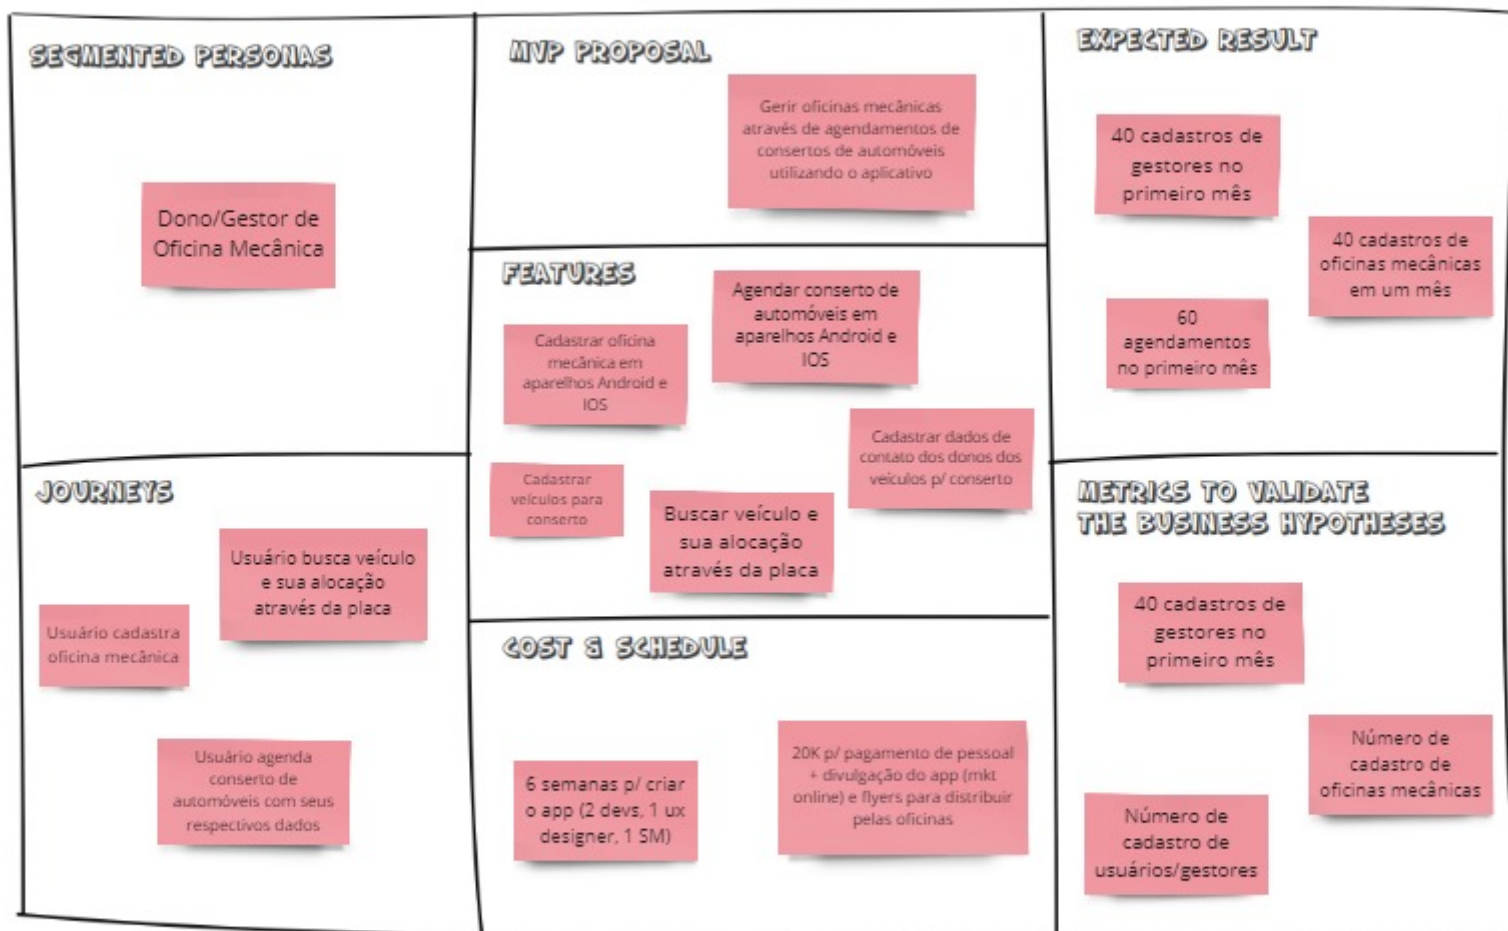 SEGMENTED PERSONAS
Dono/Gestor de
Oficina Mecânica
MVP PROPOSAL
Gerir oficinas mecânicas
através de agendamentos de
consertos de automóveis
utilizando o aplicativo
EXPECTED RESULT
40 cadastros de
gestores no
primeiro mês
40 cadastros de
oficinas mecânicas
em um mês
60
agendamentos
no primeiro mês
FEATURES
Agendar conserto de
automóveis em
aparelhos Android e
IOS
Cadastrar oficina
mecânica em
aparelhos Android e
IOS
Cadastrar dados de
contato dos donos dos
veículos p/ conserto
Cadastrar
veículos para
conserto
Buscar veículo e
sua alocação
através da placa
JOURNEYS
Usuário busca veículo
e sua alocação
através da placa
Usuário cadastra
oficina mecânica
Usuário agenda
conserto de
automóveis com seus
respectivos dados
COST & SCHEDULE
6 semanas p/ criar
o app (2 devs, 1 ux
designer, 1 SM)
20K p/ pagamento de pessoal
+ divulgação do app (mkt
online) e flyers para distribuir
pelas oficinas
METRICS TO VALIDATE
THE BUSINESS HYPOTHESES
40 cadastros de
gestores no
primeiro mês
Número de
cadastro de
oficinas mecânicas
Número de
cadastro de
usuários/gestores